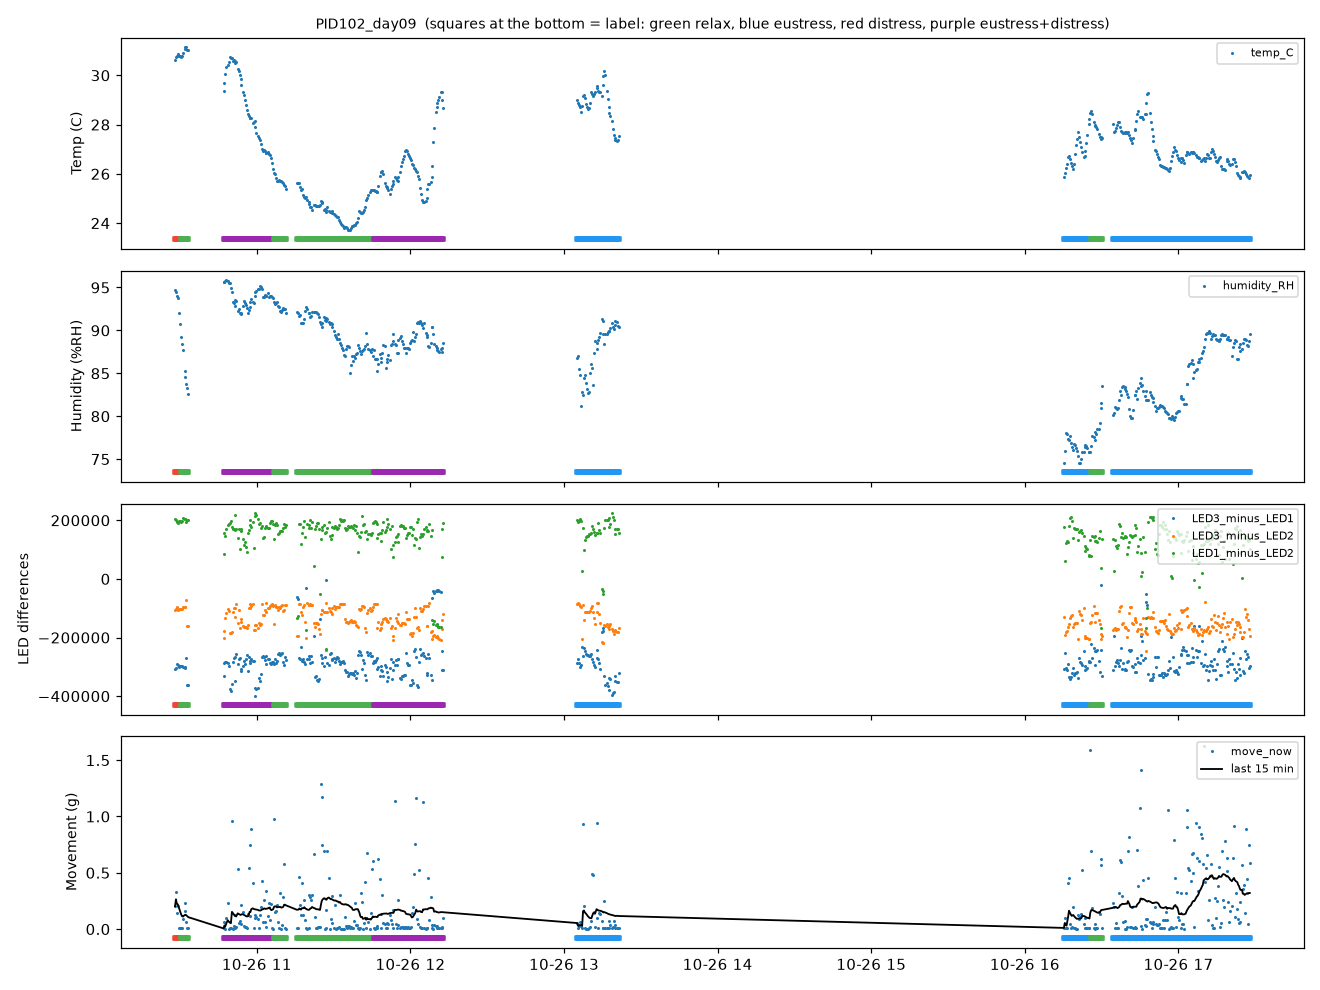 PID102_day09  (squares at the bottom = label: green relax, blue eustress, red distress, purple eustress+distress)
temp_C
Temp (C)
30
28
26
24
humidity_RH
Humidity (%RH)
95
90
85
80
75
LED3_minus_LED1
LED3_minus_LED2
LED1_minus_LED2
LED differences
200000
0
−200000
−400000
move_now
last 15 min
Movement (g)
1.5
1.0
0.5
0.0
10-26 11
10-26 12
10-26 13
10-26 14
10-26 15
10-26 16
10-26 17